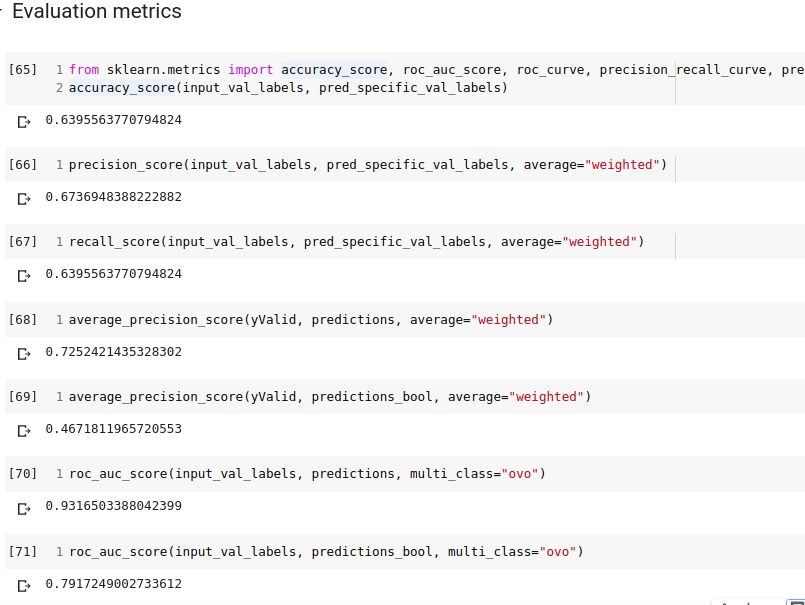 Evaluation metrics
[65] 1 from sklearn.metrics import accuracy_score, roc_auc_score, roc_curve, precision_recall_curve, pre
2 accuracy_score(input_val_labels, pred_specific_val_labels)
0.6395563770794824
[66] 1 precision_score(input_val_labels, pred_specific_val_labels, average="weighted")
0.6736948388222882
[67] 1 recall_score(input_val_labels, pred_specific_val_labels, average="weighted")
0.6395563770794824
[68] 1 average_precision_score(yValid, predictions, average="weighted")
0.7252421435328302
[69] 1 average_precision_score(yValid, predictions_bool, average="weighted")
0.4671811965720553
[70] 1 roc_auc_score(input_val_labels, predictions, multi_class="ovo")
0.9316503388042399
[71] 1 roc_auc_score(input_val_labels, predictions_bool, multi_class="ovo")
0.7917249002733612